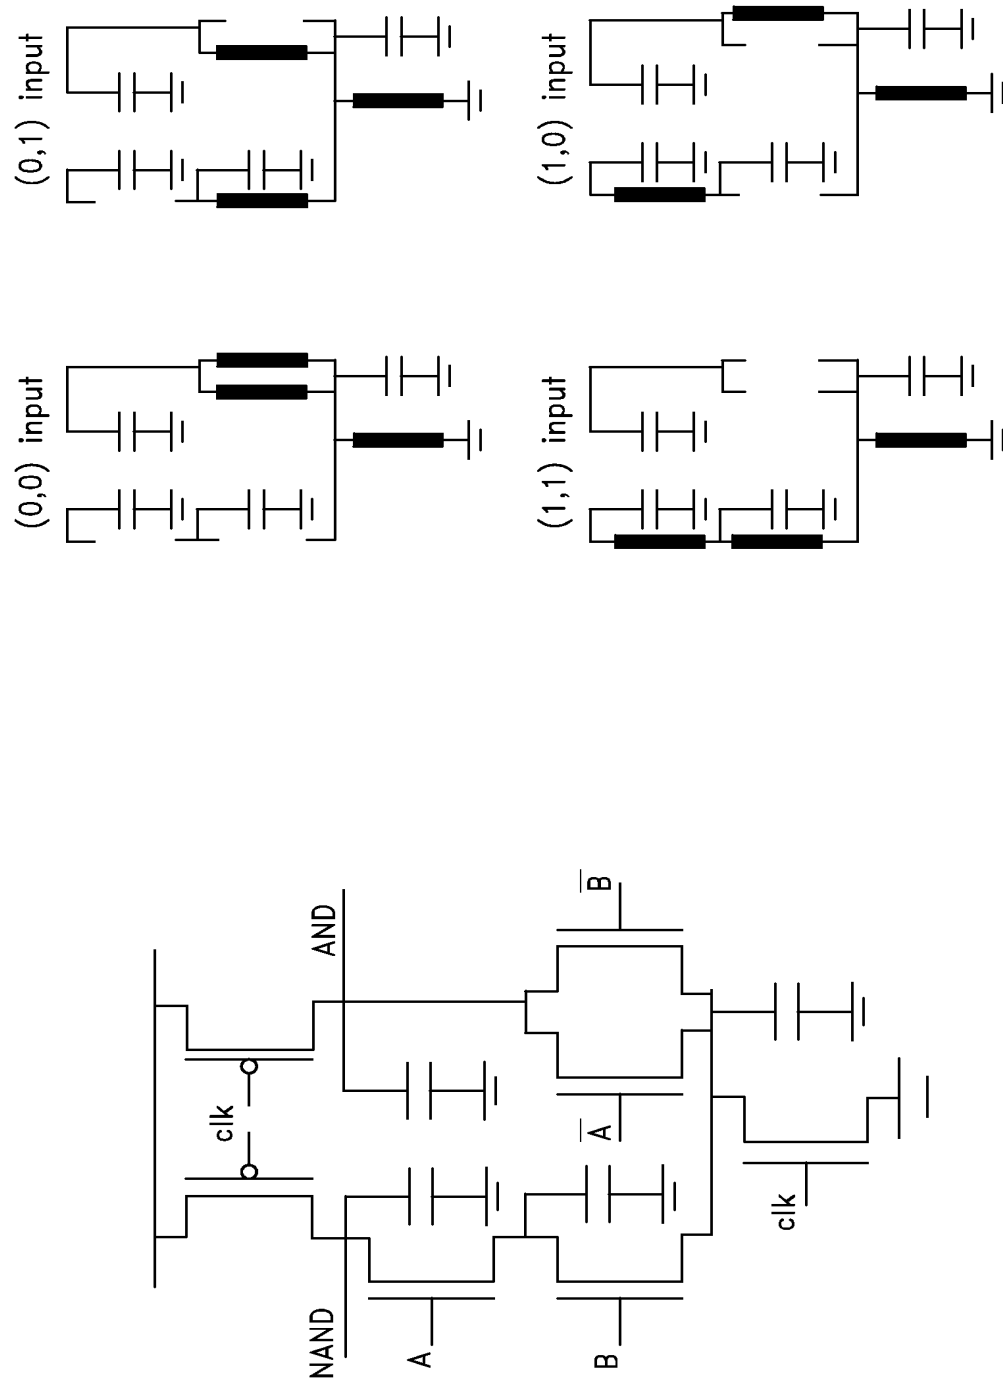 (0,1) input
(1,0) input
(0,0) input
(1,1) input
AND
B̅
clk
A̅
NAND
A
B
clk